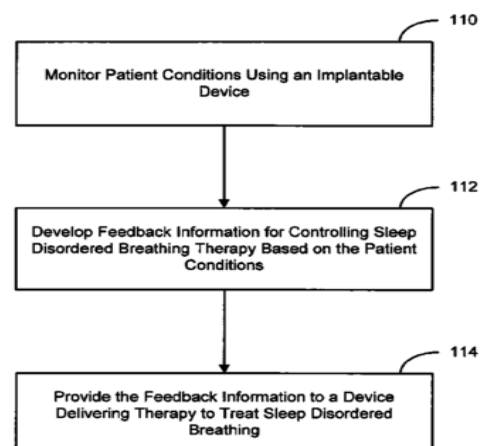 110
Monitor Patient Conditions Using an Implantable
Device
112
Develop Feedback Information for Controlling Sleep
Disordered Breathing Therapy Based on the Patient
Conditions
114
Provide the Feedback Information to a Device
Delivering Therapy to Treat Sleep Disordered
Breathing